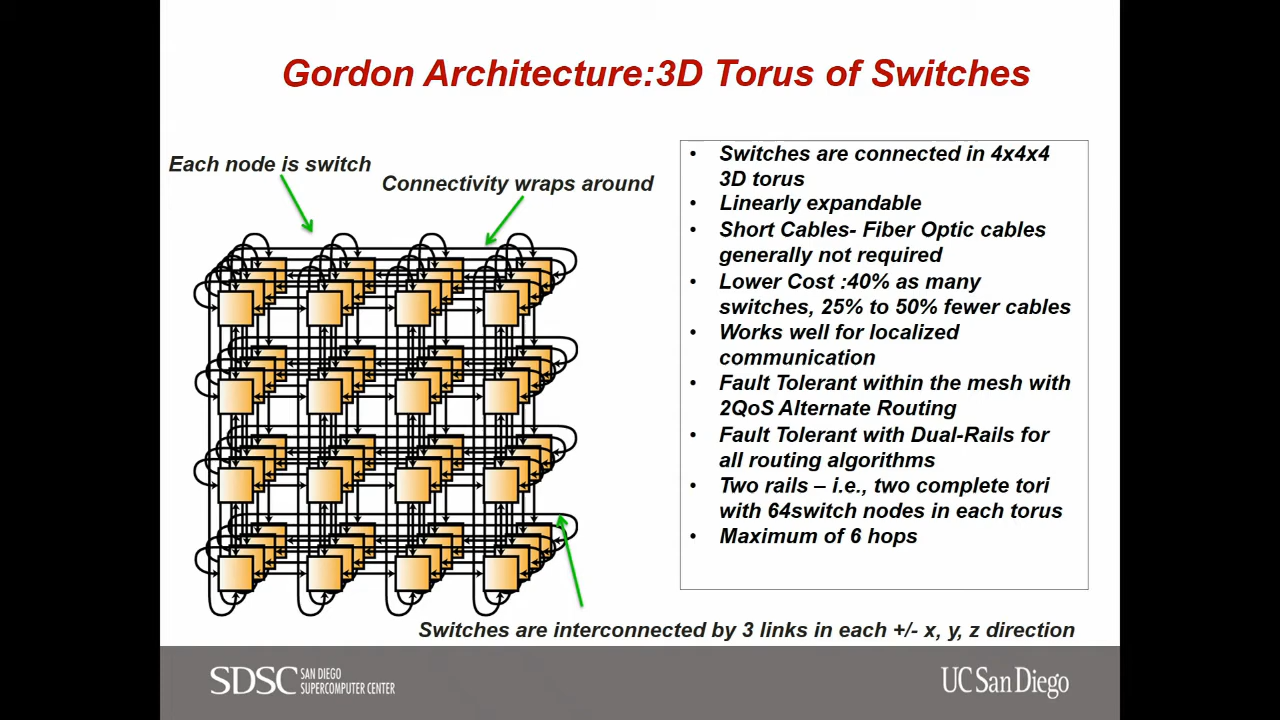 Gordon Architecture:3D Torus of Switches
Each node is switch
Connectivity wraps around
• Switches are connected in 4x4x4
3D torus
• Linearly expandable
• Short Cables- Fiber Optic cables
generally not required
• Lower Cost :40% as many
switches, 25% to 50% fewer cables
• Works well for localized
communication
• Fault Tolerant within the mesh with
2QoS Alternate Routing
• Fault Tolerant with Dual-Rails for
all routing algorithms
• Two rails – i.e., two complete tori
with 64switch nodes in each torus
• Maximum of 6 hops
Switches are interconnected by 3 links in each +/- x, y, z direction
SDSC
SAN DIEGO
SUPERCOMPUTER CENTER
UC San Diego